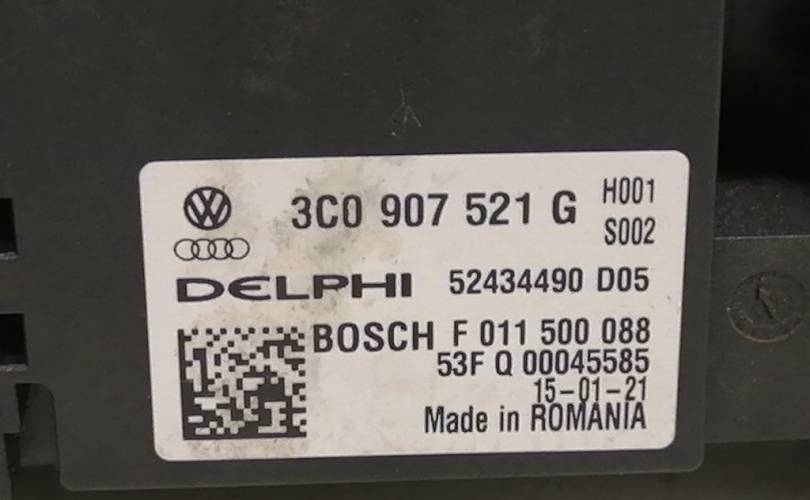 3C0 907 521 G H001
S002
DELPHI 52434490 D05
BOSCH F 011 500 088
53F Q 00045585
15-01-21
Made in ROMANIA